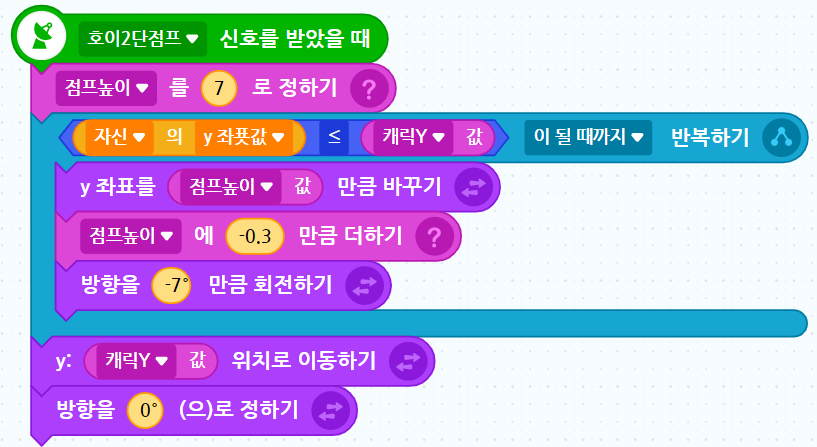 호이2단점프 ▼ 신호를 받았을 때
점프높이 ▼ 를 7 로 정하기 ?
자신 ▼ 의 y 좌푯값 ▼ ≤ 캐릭Y ▼ 값 이 될 때까지 ▼ 반복하기
y 좌표를 점프높이 ▼ 값 만큼 바꾸기
점프높이 ▼ 에 -0.3 만큼 더하기 ?
방향을 -7° 만큼 회전하기
y: 캐릭Y ▼ 값 위치로 이동하기
방향을 0° (으)로 정하기